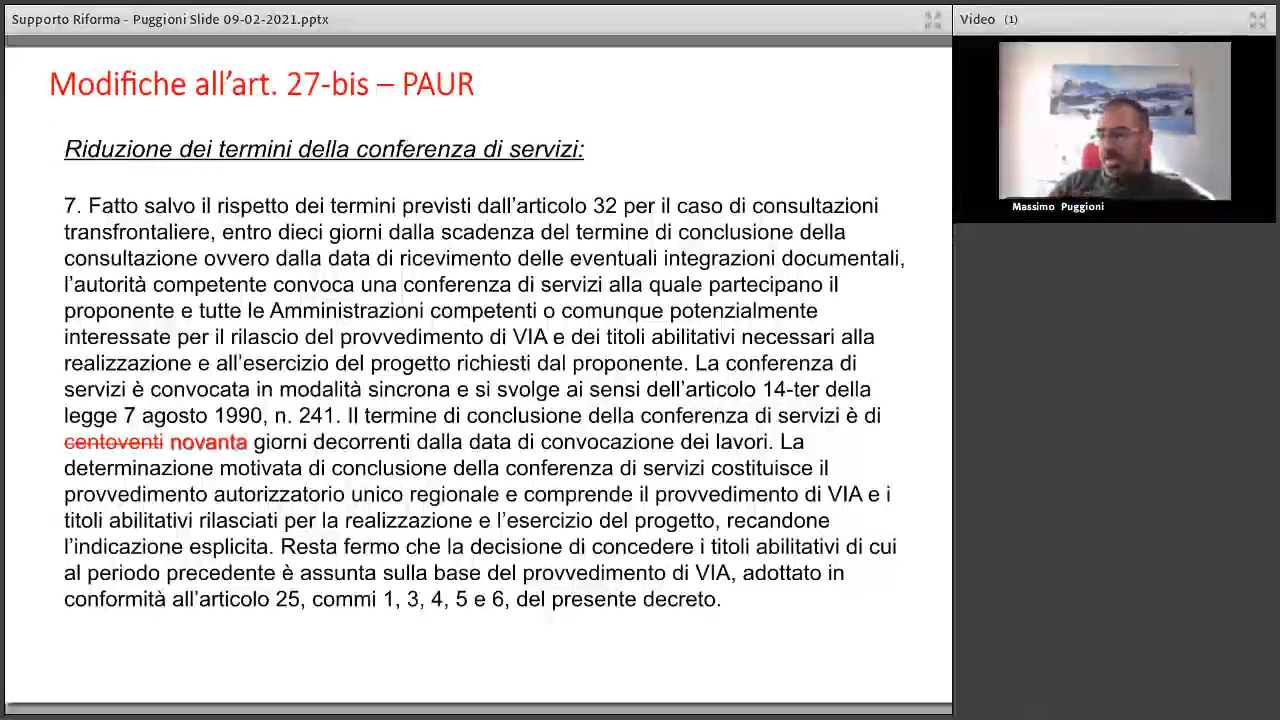 Supporto Riforma - Puggioni Slide 09-02-2021.pptx
Video (1)
Modifiche all’art. 27-bis – PAUR
Massimo Puggioni
Riduzione dei termini della conferenza di servizi:
7. Fatto salvo il rispetto dei termini previsti dall’articolo 32 per il caso di consultazioni
transfrontaliere, entro dieci giorni dalla scadenza del termine di conclusione della
consultazione ovvero dalla data di ricevimento delle eventuali integrazioni documentali,
l’autorità competente convoca una conferenza di servizi alla quale partecipano il
proponente e tutte le Amministrazioni competenti o comunque potenzialmente
interessate per il rilascio del provvedimento di VIA e dei titoli abilitativi necessari alla
realizzazione e all’esercizio del progetto richiesti dal proponente. La conferenza di
servizi è convocata in modalità sincrona e si svolge ai sensi dell’articolo 14-ter della
legge 7 agosto 1990, n. 241. Il termine di conclusione della conferenza di servizi è di
centoventi novanta giorni decorrenti dalla data di convocazione dei lavori. La
determinazione motivata di conclusione della conferenza di servizi costituisce il
provvedimento autorizzatorio unico regionale e comprende il provvedimento di VIA e i
titoli abilitativi rilasciati per la realizzazione e l’esercizio del progetto, recandone
l’indicazione esplicita. Resta fermo che la decisione di concedere i titoli abilitativi di cui
al periodo precedente è assunta sulla base del provvedimento di VIA, adottato in
conformità all’articolo 25, commi 1, 3, 4, 5 e 6, del presente decreto.